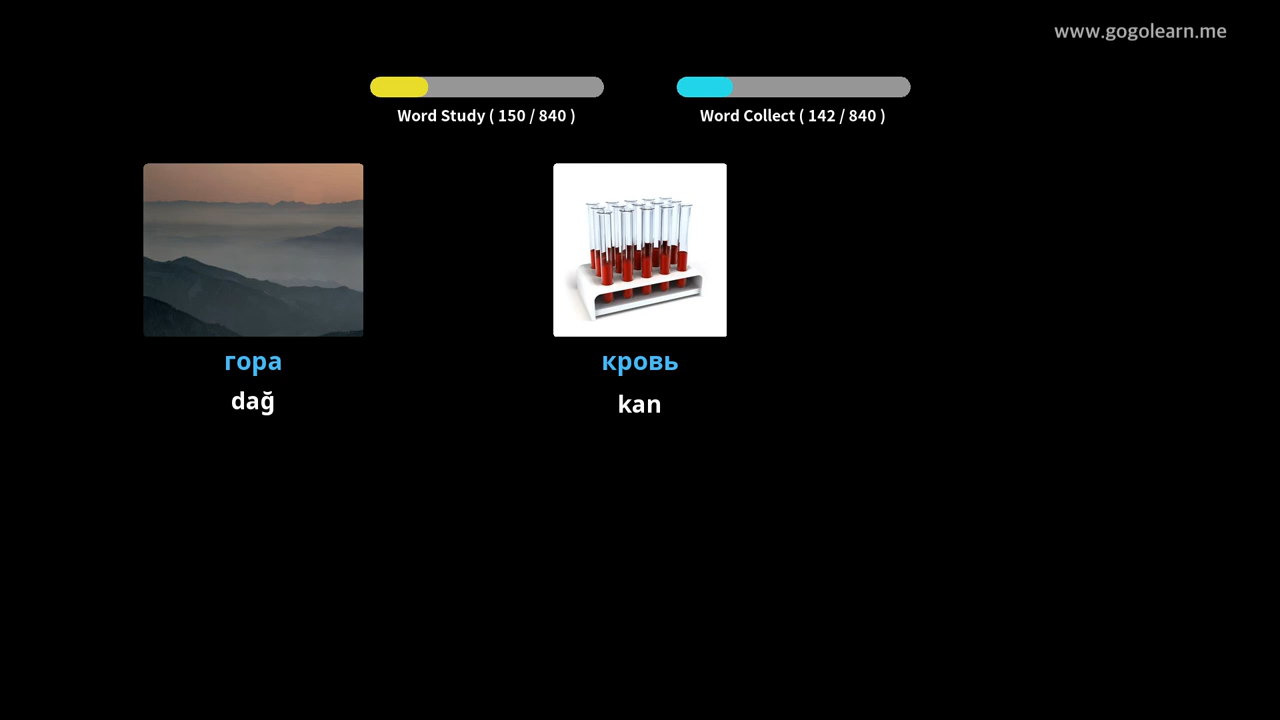 www.gogolearn.me
Word Study ( 150 / 840 )
Word Collect ( 142 / 840 )
гора
dağ
кровь
kan